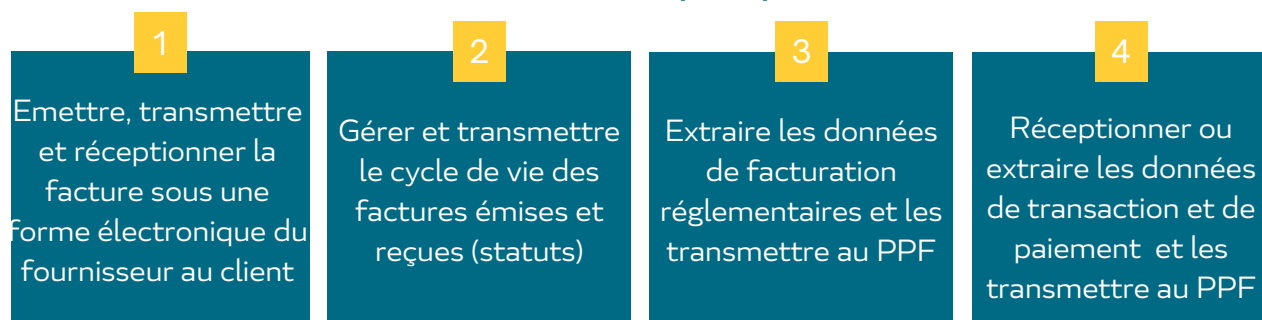 1
Emettre, transmettre
et réceptionner la
facture sous une
forme électronique du
fournisseur au client
2
Gérer et transmettre
le cycle de vie des
factures émises et
reçues (statuts)
3
Extraire les données
de facturation
réglementaires et les
transmettre au PPF
4
Réceptionner ou
extraire les données
de transaction et de
paiement et les
transmettre au PPF